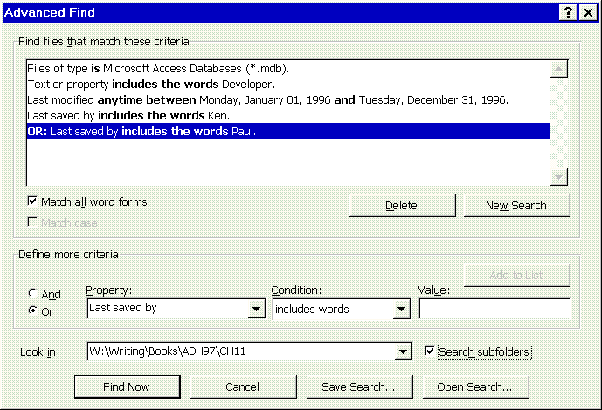 Advanced Find
Find files that match these criteria
Files of type is Microsoft Access Databases (*.mdb).
Text or property includes the words Developer.
Last modified anytime between Monday, January 01, 1996 and Tuesday, December 31, 1996.
Last saved by includes the words Ken.
OR: Last saved by includes the words Paul.
Match all word forms
Delete
New Search
Match case
Define more criteria
Add to List
And
Or
Property:
Condition:
Value:
Last saved by
included words
Look in
W:\Writing\Books\ADH97\CH11
Search subfolders
Find Now
Cancel
Save Search...
Open Search...